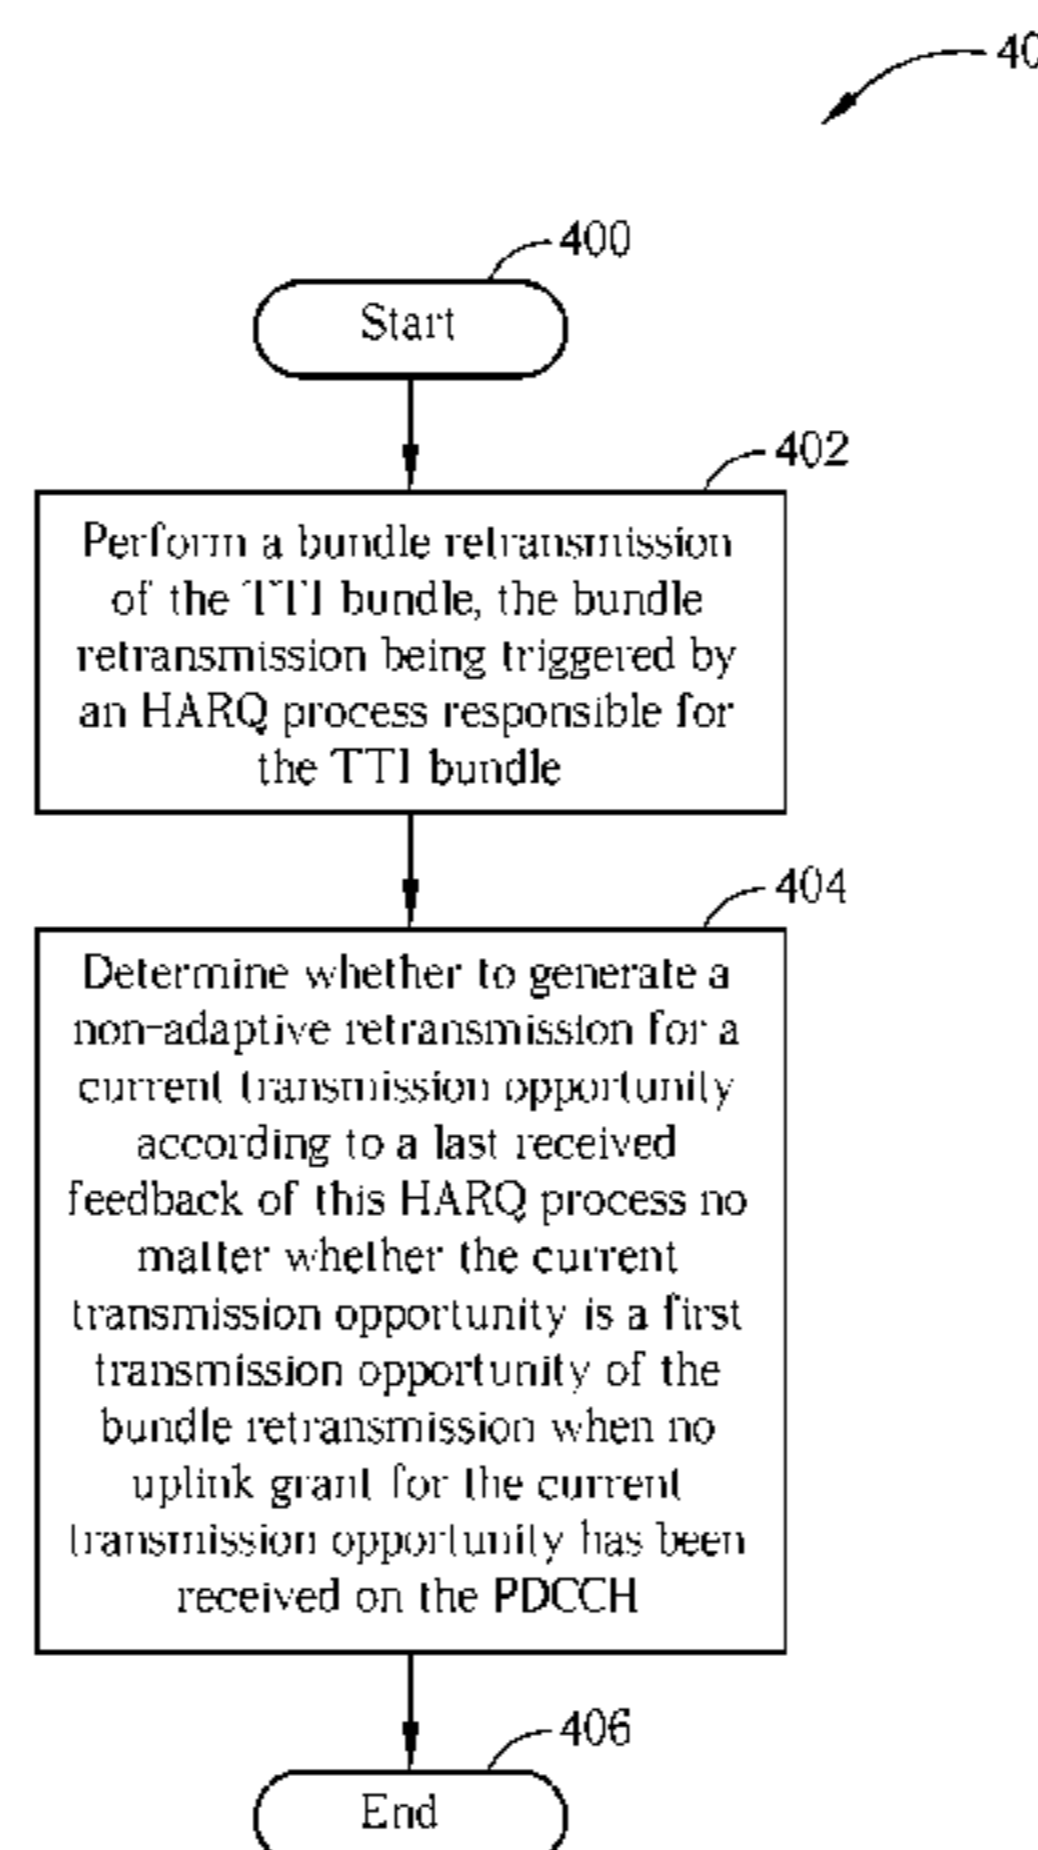 40
400
Start
402
Perform a bundle retransmission
of the TTI bundle, the bundle
retransmission being triggered by
an HARQ process responsible for
the TTI bundle
404
Determine whether to generate a
non-adaptive retransmission for a
current transmission opportunity
according to a last received
feedback of this HARQ process no
matter whether the current
transmission opportunity is a first
transmission opportunity of the
bundle retransmission when no
uplink grant for the current
transmission opportunity has been
received on the PDCCH
406
End